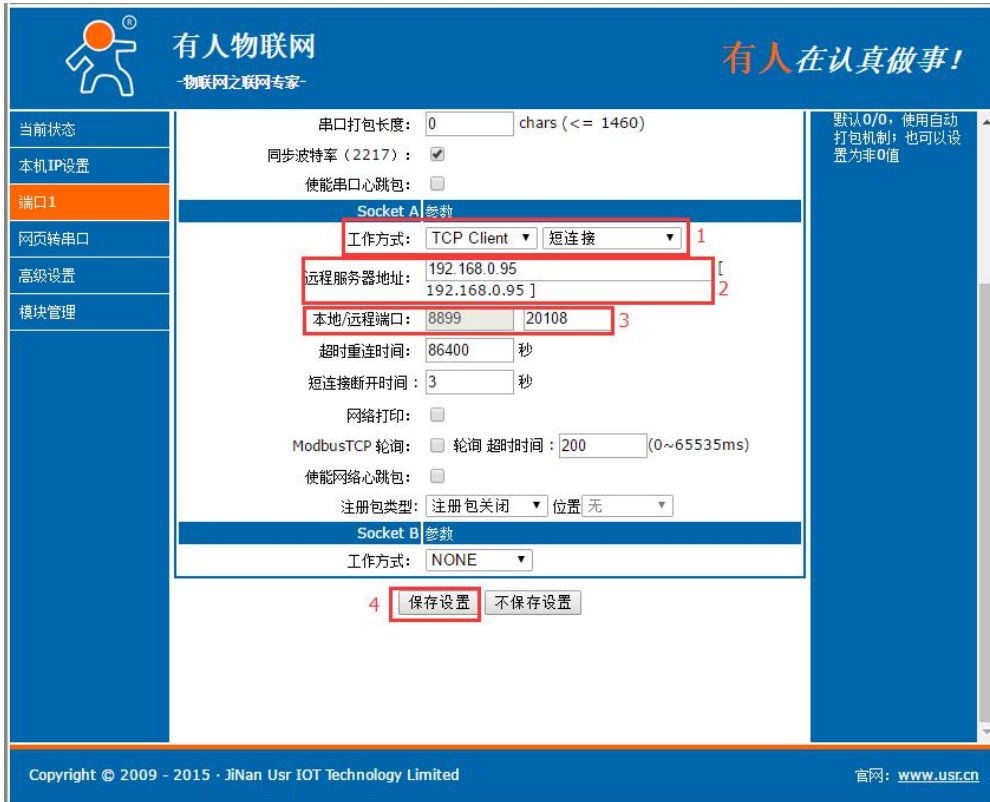 ®
有人物联网
-物联网之联网专家-
有人在认真做事!
当前状态
本机IP设置
端口1
网页转串口
高级设置
模块管理
串口打包长度: 0 chars (<= 1460)
同步波特率(2217):
使能串口心跳包:
Socket A 参数
工作方式: TCP Client 短连接 1
远程服务器地址: 192.168.0.95 [
192.168.0.95 ] 2
本地/远程端口: 8899 20108 3
超时重连时间: 86400 秒
短连接断开时间: 3 秒
网络打印:
ModbusTCP 轮询: 轮询 超时时间: 200 (0~65535ms)
使能网络心跳包:
注册包类型: 注册包关闭 位置 无
Socket B 参数
工作方式: NONE
4 保存设置 不保存设置
默认0/0,使用自动
打包机制;也可以设
置为非0值
Copyright © 2009 - 2015 · JiNan Usr IOT Technology Limited
官网: www.usr.cn